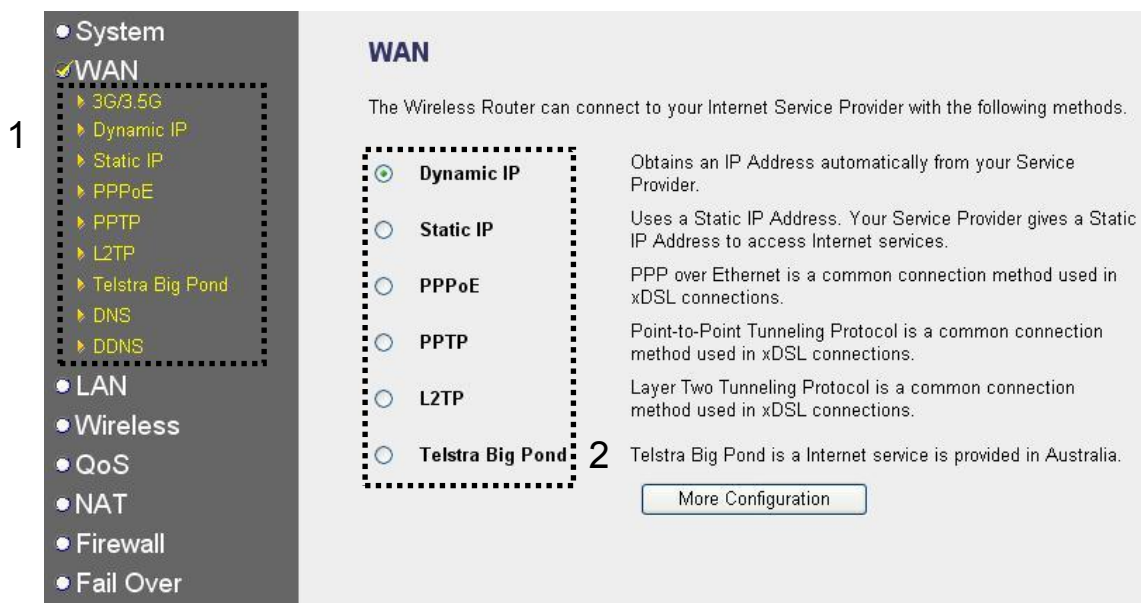 1
System
WAN
3G/3.5G
Dynamic IP
Static IP
PPPoE
PPTP
L2TP
Telstra Big Pond
DNS
DDNS
LAN
Wireless
QoS
NAT
Firewall
Fail Over
WAN
The Wireless Router can connect to your Internet Service Provider with the following methods.
Dynamic IP
Obtains an IP Address automatically from your Service
Provider.
Static IP
Uses a Static IP Address. Your Service Provider gives a Static
IP Address to access Internet services.
PPPoE
PPP over Ethernet is a common connection method used in
xDSL connections.
PPTP
Point-to-Point Tunneling Protocol is a common connection
method used in xDSL connections.
L2TP
Layer Two Tunneling Protocol is a common connection
method used in xDSL connections.
Telstra Big Pond
2
Telstra Big Pond is a Internet service is provided in Australia.
More Configuration